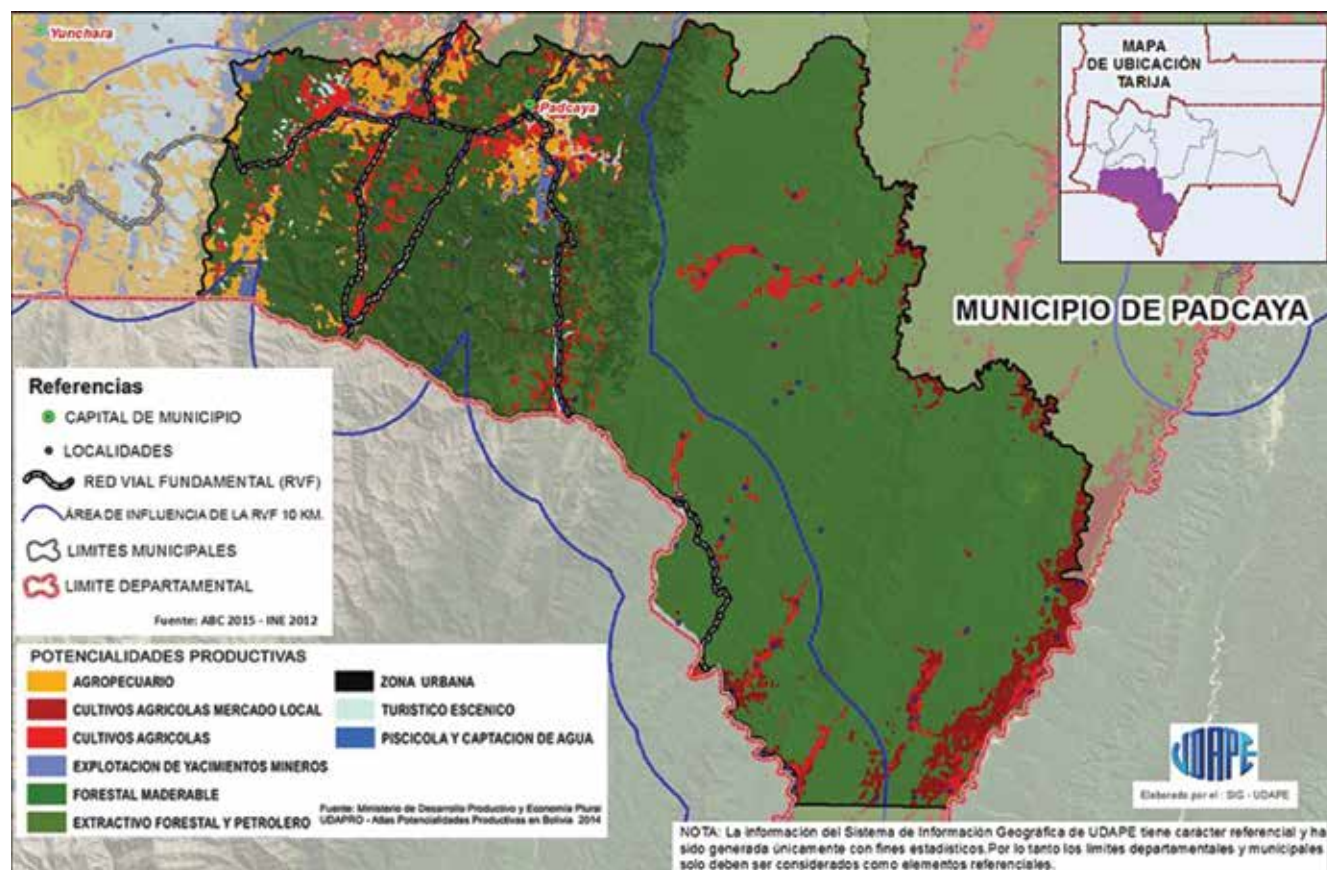 Yunchara
Padcaya
MAPA
DE UBICACIÓN
TARIJA
MUNICIPIO DE PADCAYA
Referencias
CAPITAL DE MUNICIPIO
LOCALIDADES
RED VIAL FUNDAMENTAL (RVF)
ÁREA DE INFLUENCIA DE LA RVF 10 KM.
LIMITES MUNICIPALES
LIMITE DEPARTAMENTAL
Fuente: ABC 2015 - INE 2012
POTENCIALIDADES PRODUCTIVAS
AGROPECUARIO
CULTIVOS AGRICOLAS MERCADO LOCAL
CULTIVOS AGRICOLAS
EXPLOTACION DE YACIMIENTOS MINEROS
FORESTAL MADERABLE
EXTRACTIVO FORESTAL Y PETROLERO
ZONA URBANA
TURISTICO ESCENICO
PISCICOLA Y CAPTACION DE AGUA
Fuente: Ministerio de Desarrollo Productivo y Economía Plural
UDAPRO - Atlas Potencialidades Productivas en Bolivia 2014
UDAPE
Elaborado por el : SIG - UDAPE
NOTA: La información del Sistema de Información Geográfica de UDAPE tiene carácter referencial y ha
sido generada únicamente con fines estadísticos.Por lo tanto los limites departamentales y municipales
solo deben ser considerados como elementos referenciales.